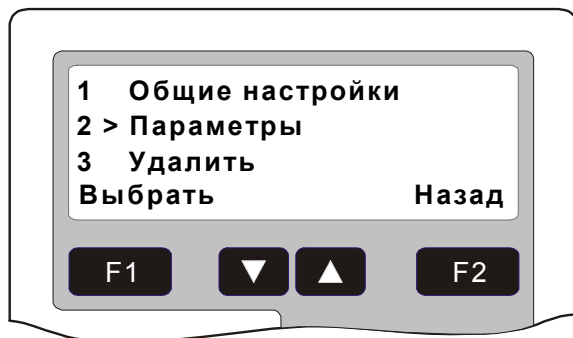 1 Общие настройки
2 > Параметры
3 Удалить
Выбрать Назад
F1 ▼ ▲ F2